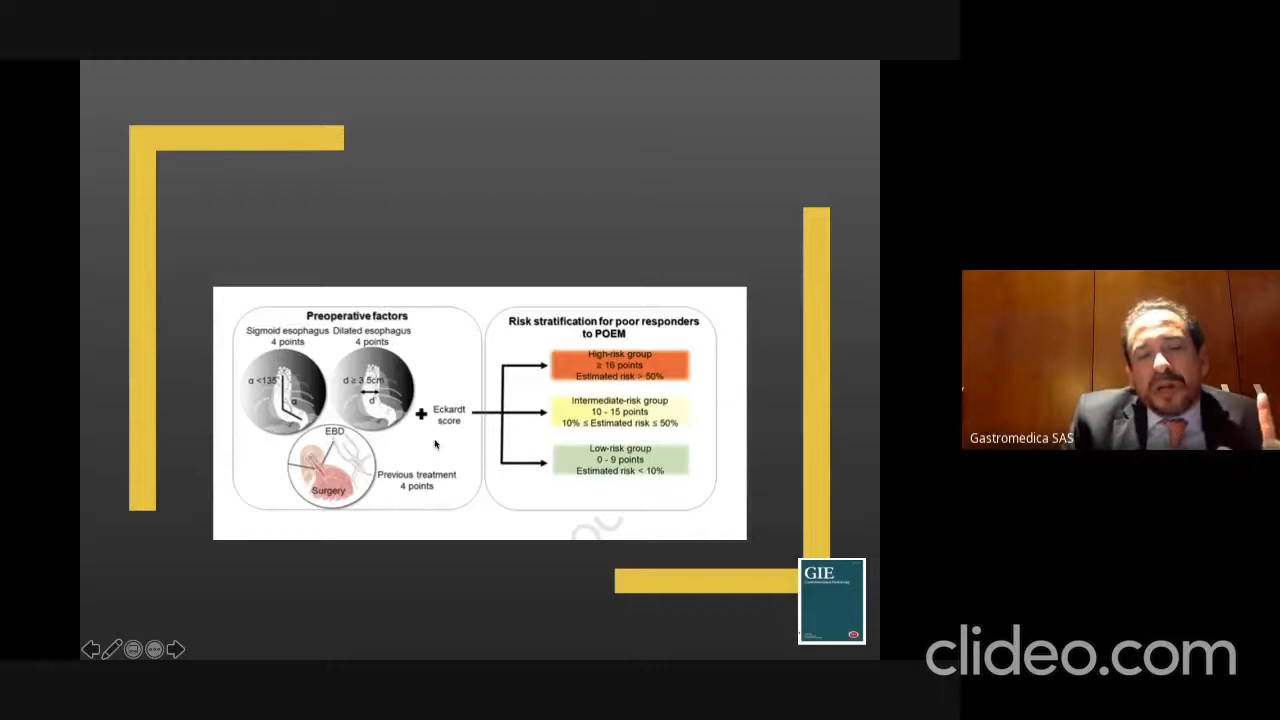 Preoperative factors
Sigmoid esophagus Dilated esophagus
4 points 4 points
α <135°
d ≥ 3.5cm
α
d
EBD
Surgery
Previous treatment
4 points
Eckardt
score
Risk stratification for poor responders
to POEM
High-risk group
≥ 16 points
Estimated risk > 50%
Intermediate-risk group
10 - 15 points
10% ≤ Estimated risk ≤ 50%
Low-risk group
0 - 9 points
Estimated risk < 10%
GIE
Gastromedica SAS
clideo.com